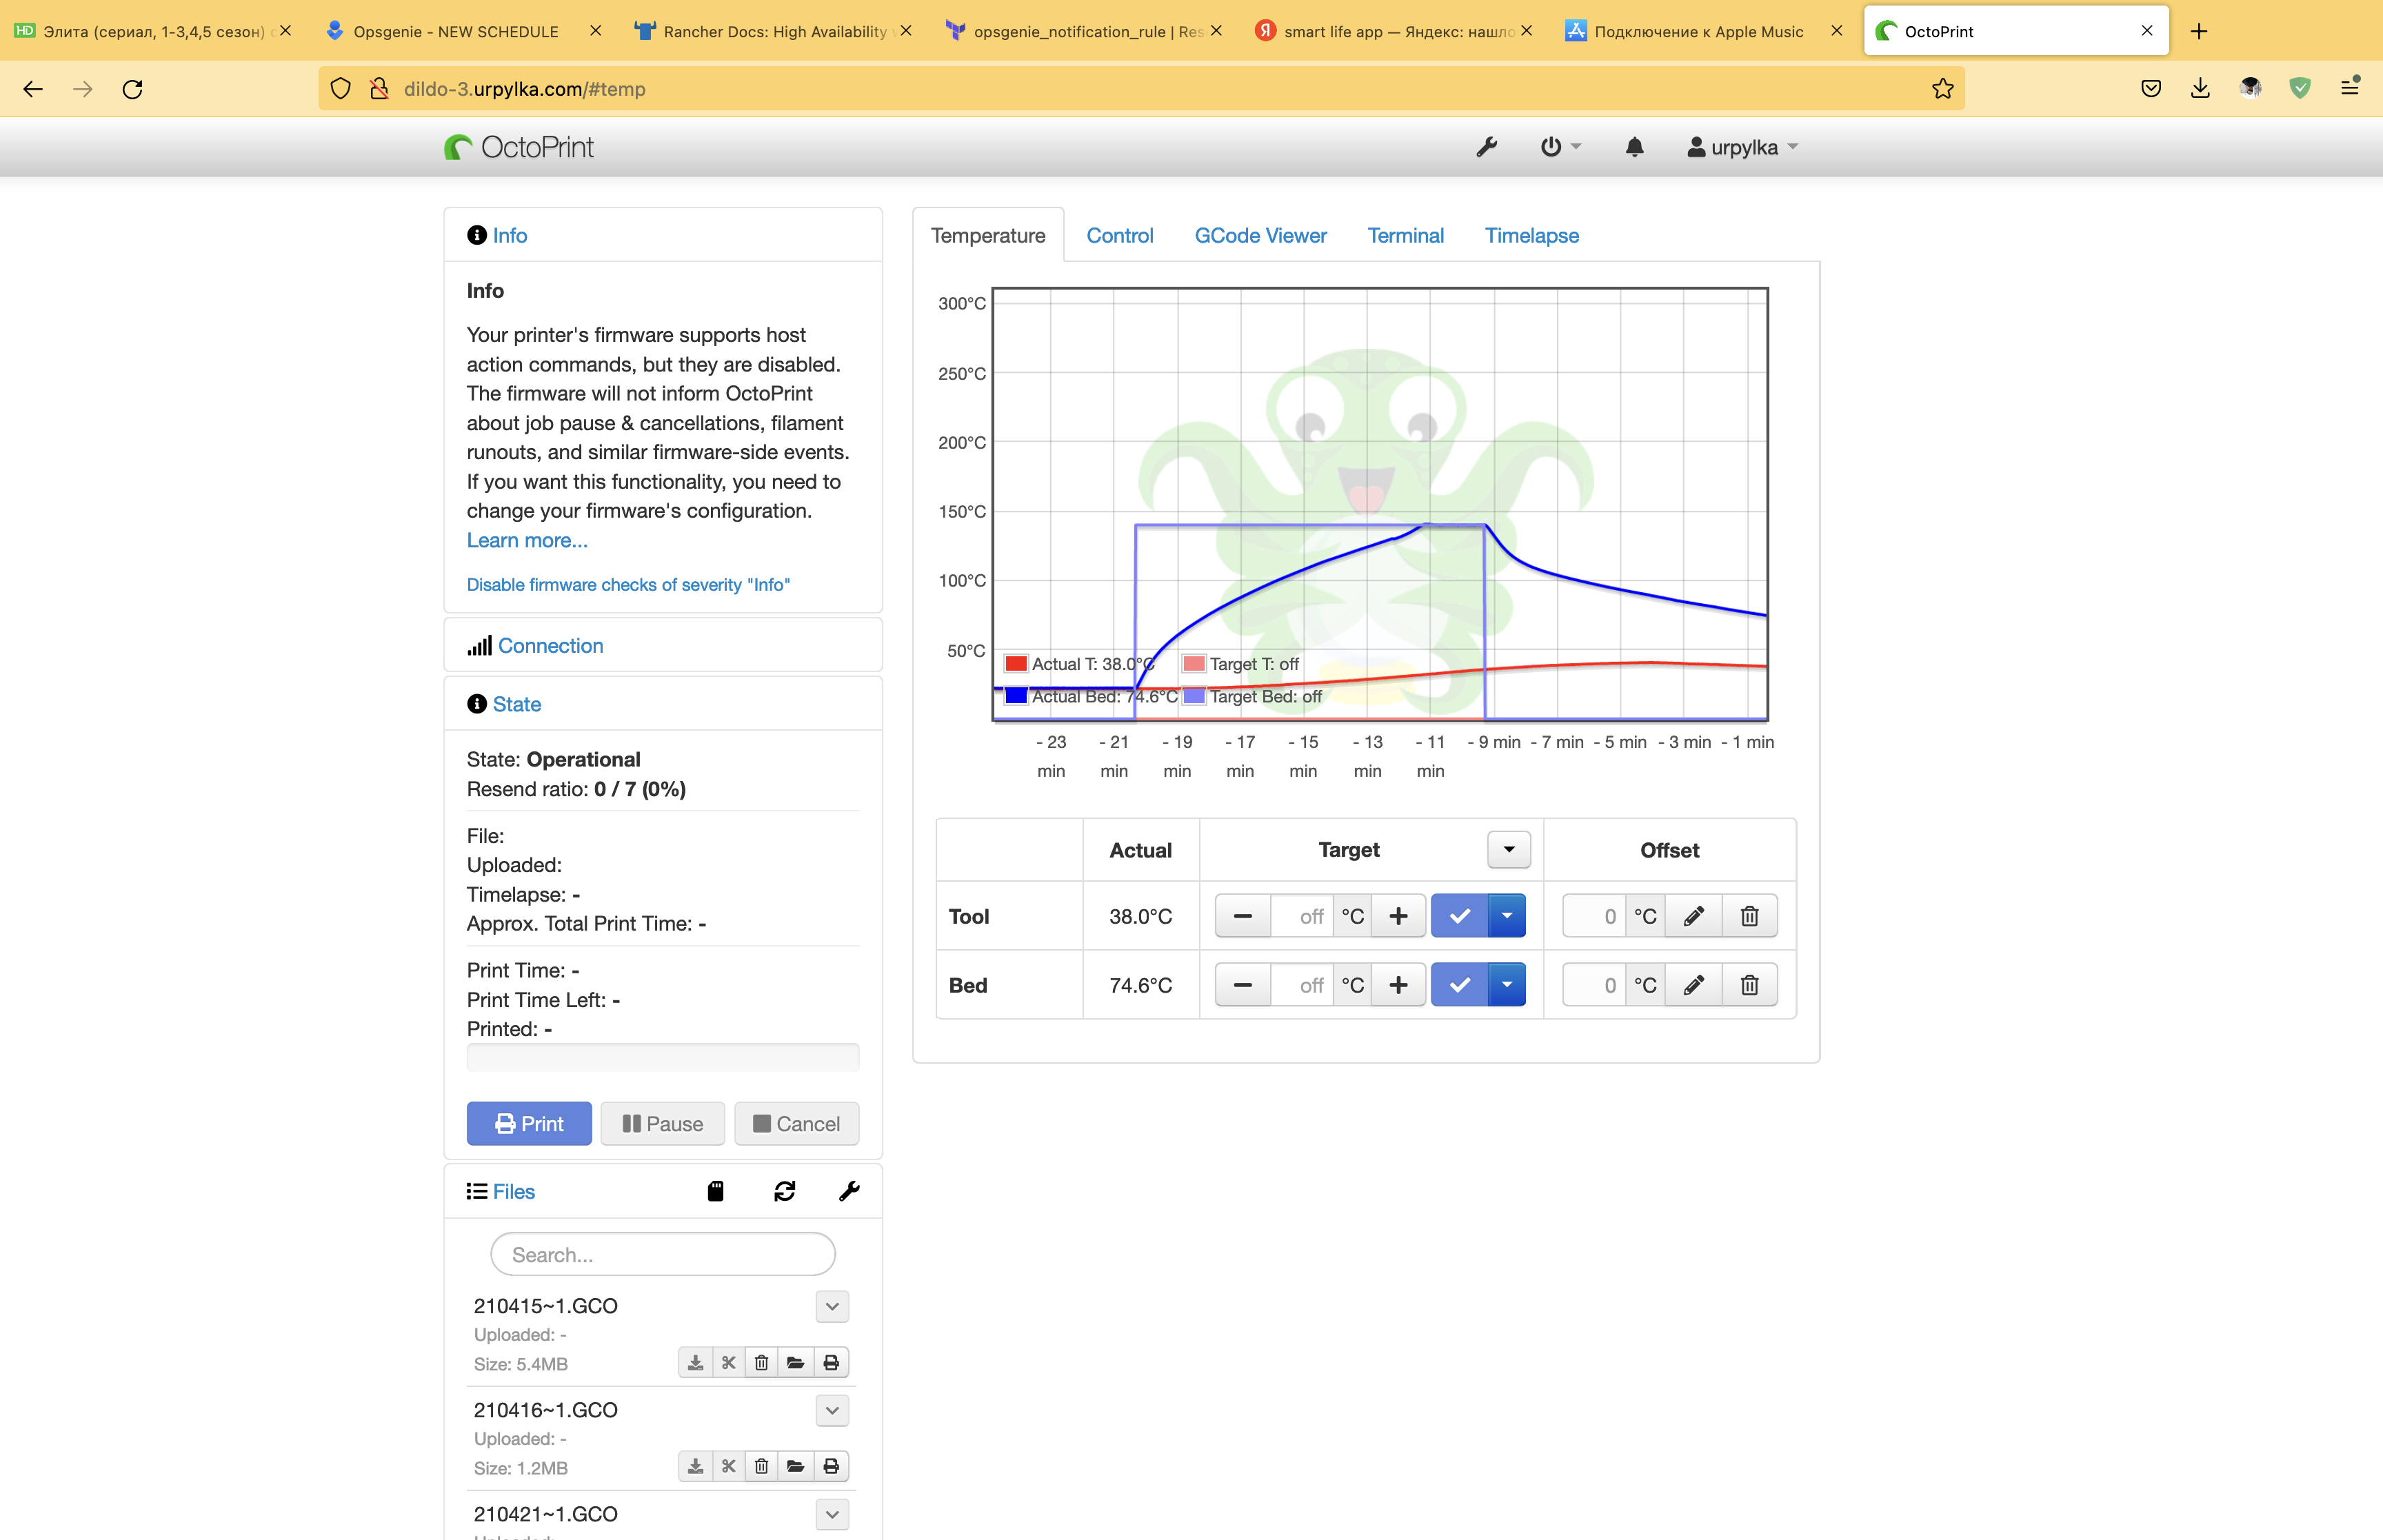 HD Элита (сериал, 1-3,4,5 сезон)
Opsgenie - NEW SCHEDULE
Rancher Docs: High Availability
opsgenie_notification_rule | Res
Я smart life app — Яндекс: нашло
Подключение к Apple Music
OctoPrint
dildo-3.urpylka.com/#temp
OctoPrint
urpylka
Info
Info
Your printer's firmware supports host
action commands, but they are disabled.
The firmware will not inform OctoPrint
about job pause & cancellations, filament
runouts, and similar firmware-side events.
If you want this functionality, you need to
change your firmware's configuration.
Learn more...
Disable firmware checks of severity "Info"
Connection
State
State: Operational
Resend ratio: 0 / 7 (0%)
File:
Uploaded:
Timelapse: -
Approx. Total Print Time: -
Print Time: -
Print Time Left: -
Printed: -
Print
Pause
Cancel
Files
Search...
210415~1.GCO
Uploaded: -
Size: 5.4MB
210416~1.GCO
Uploaded: -
Size: 1.2MB
210421~1.GCO
Temperature
Control
GCode Viewer
Terminal
Timelapse
300°C
250°C
200°C
150°C
100°C
50°C
Actual T: 38.0°C
Target T: off
Actual Bed: 74.6°C
Target Bed: off
- 23 min
- 21 min
- 19 min
- 17 min
- 15 min
- 13 min
- 11 min
- 9 min
- 7 min
- 5 min
- 3 min
- 1 min
Actual Target Offset
Tool 38.0°C off °C 0 °C
Bed 74.6°C off °C 0 °C